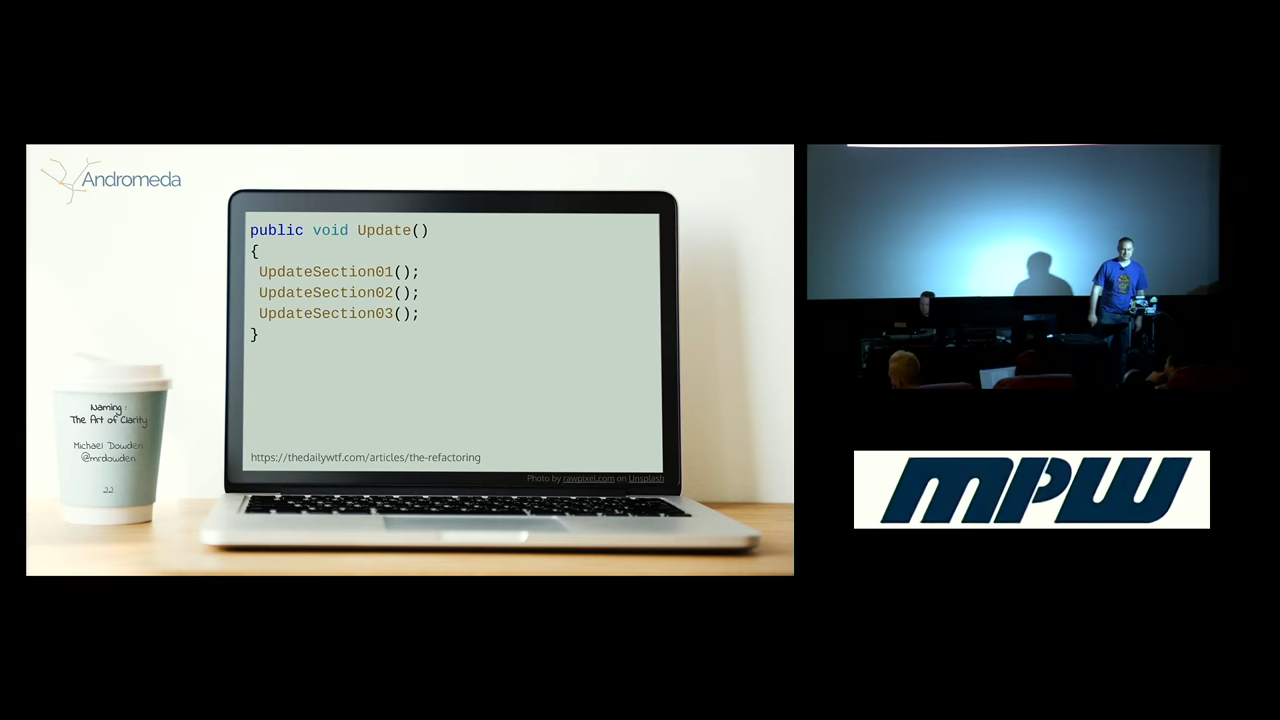 Andromeda
public void Update()
{
UpdateSection01();
UpdateSection02();
UpdateSection03();
}
https://thedailywtf.com/articles/the-refactoring
Photo by rawpixel.com on Unsplash
Naming:
The Art of Clarity
Michael Dowden
@mrdowden
22
MPW